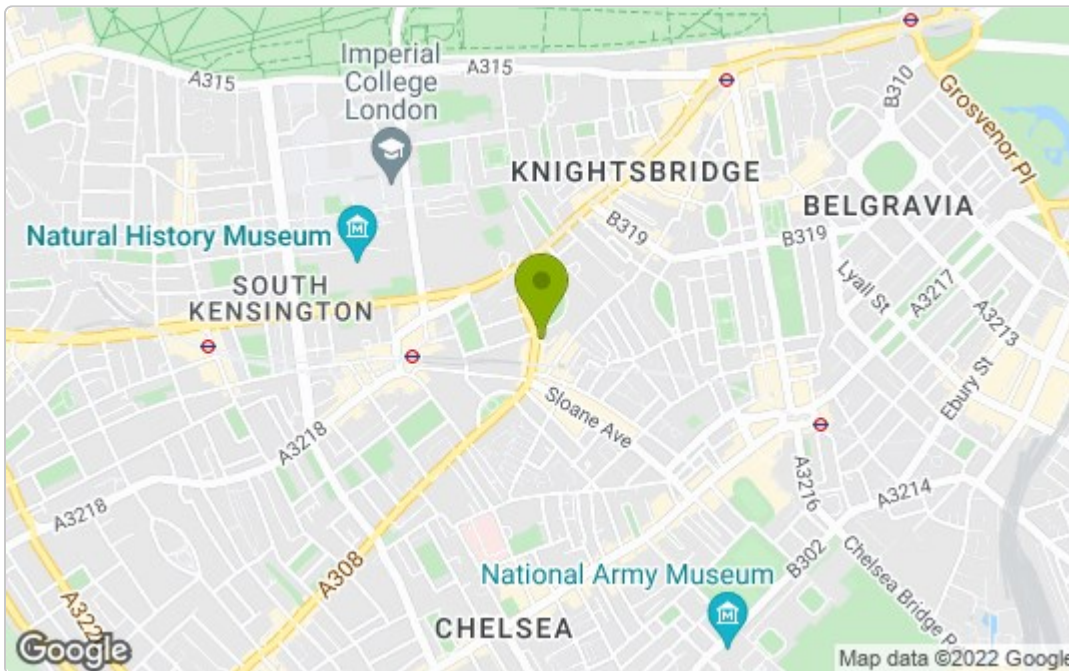 A315
Imperial
College
London
A315
B310
Grosvenor Pl
KNIGHTSBRIDGE
BELGRAVIA
Natural History Museum
B319
B319
SOUTH
KENSINGTON
Lyall St
A3217
A3213
Ebury St
Sloane Ave
A3218
A3218
A3216
A3214
A308
B302
National Army Museum
Chelsea Bridge
CHELSEA
Google
Map data ©2022 Google